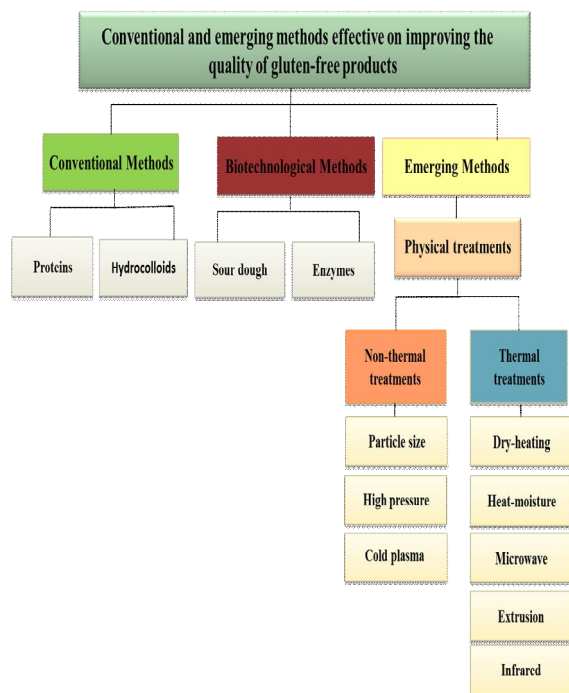 Conventional and emerging methods effective on improving the
quality of gluten-free products
Conventional Methods
Biotechnological Methods
Emerging Methods
Proteins
Hydrocolloids
Sour dough
Enzymes
Physical treatments
Non-thermal
treatments
Thermal
treatments
Particle size
Dry-heating
High pressure
Heat-moisture
Cold plasma
Microwave
Extrusion
Infrared